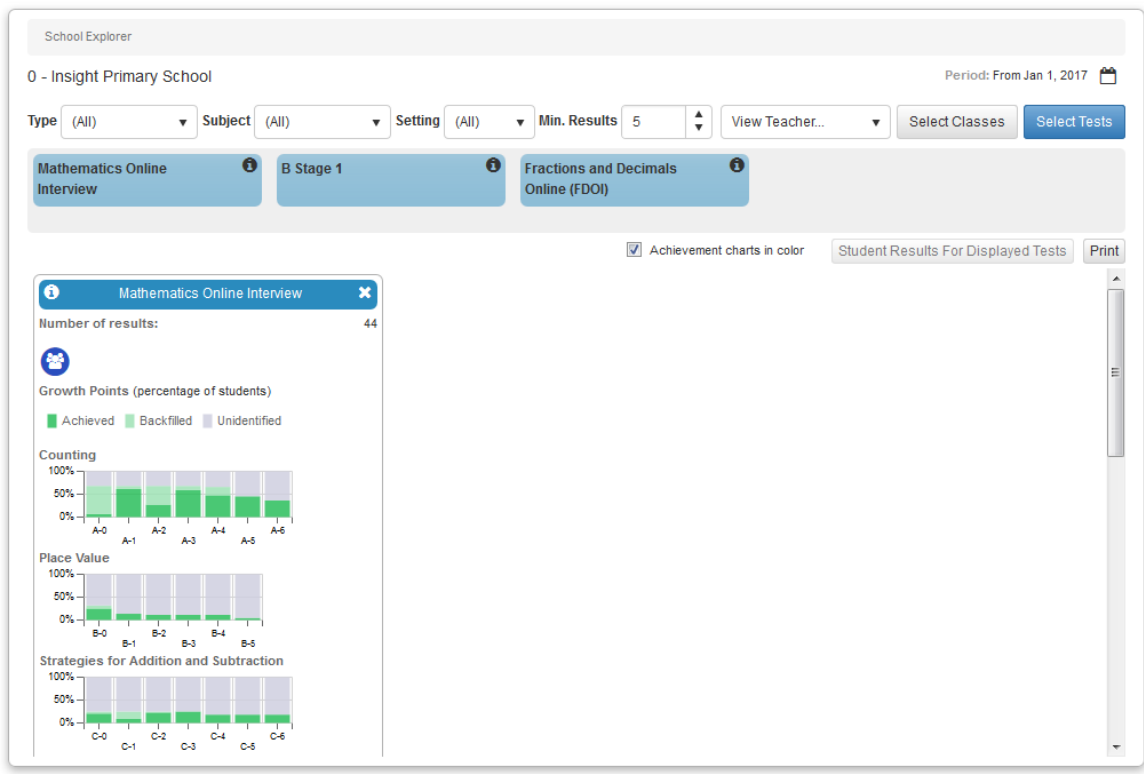 School Explorer
0 - Insight Primary School
Period: From Jan 1, 2017
Type (All) Subject (All) Setting (All) Min. Results 5 View Teacher... Select Classes Select Tests
Mathematics Online
Interview
B Stage 1
Fractions and Decimals
Online (FDOI)
Achievement charts in color
Student Results For Displayed Tests
Print
Mathematics Online Interview
Number of results: 44
Growth Points (percentage of students)
Achieved Backfilled Unidentified
Counting
100%
50%
0%
A-0 A-1 A-2 A-3 A-4 A-5 A-6
Place Value
100%
50%
0%
B-0 B-1 B-2 B-3 B-4 B-5
Strategies for Addition and Subtraction
100%
50%
0%
C-0 C-1 C-2 C-3 C-4 C-5 C-6